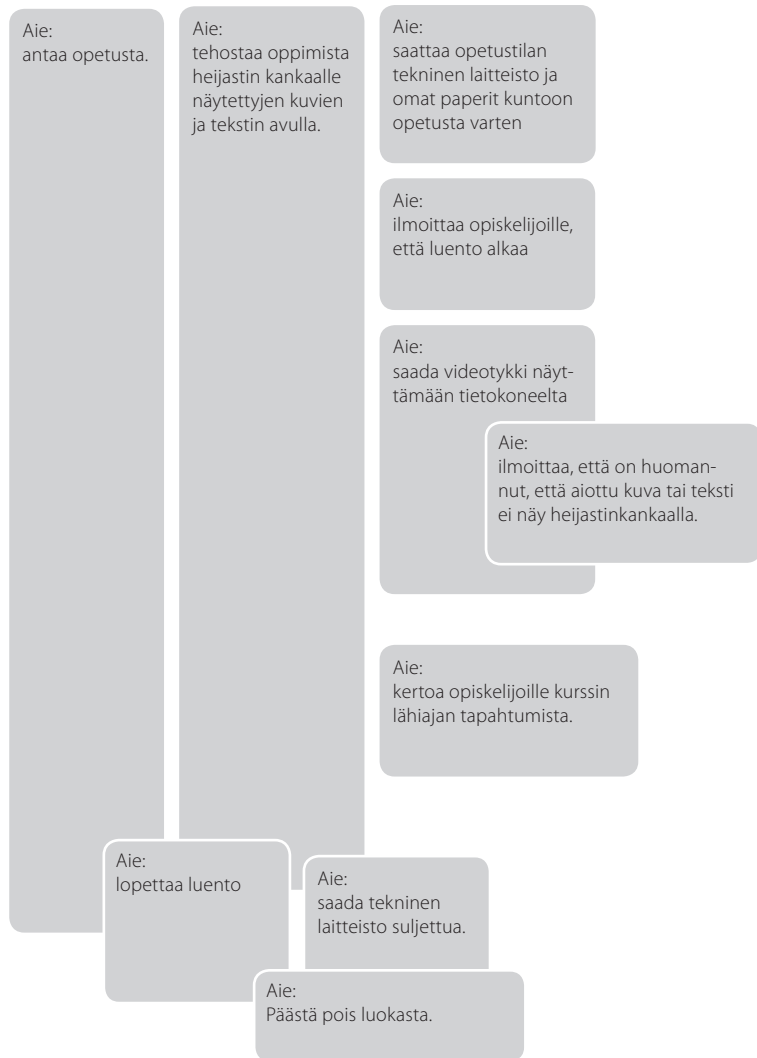 Aie:
antaa opetusta.
Aie:
tehostaa oppimista
heijastin kankaalle
näytettyjen kuvien
ja tekstin avulla.
Aie:
saattaa opetustilan
tekninen laitteisto ja
omat paperit kuntoon
opetusta varten
Aie:
ilmoittaa opiskelijoille,
että luento alkaa
Aie:
saada videotykki näyt-
tämään tietokoneelta
Aie:
ilmoittaa, että on huoman-
nut, että aiottu kuva tai teksti
ei näy heijastinkankaalla.
Aie:
kertoa opiskelijoille kurssin
lähiajan tapahtumista.
Aie:
lopettaa luento
Aie:
saada tekninen
laitteisto suljettua.
Aie:
Päästä pois luokasta.